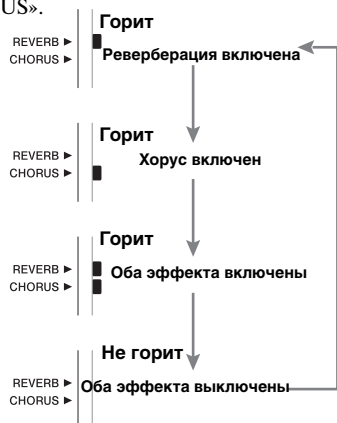 US».
Горит
REVERB ►
Реверберация включена
CHORUS ►
Горит
REVERB ►
Хорус включен
CHORUS ►
Горит
REVERB ►
Оба эффекта включены
CHORUS ►
Не горит
REVERB ►
Оба эффекта выключены
CHORUS ►